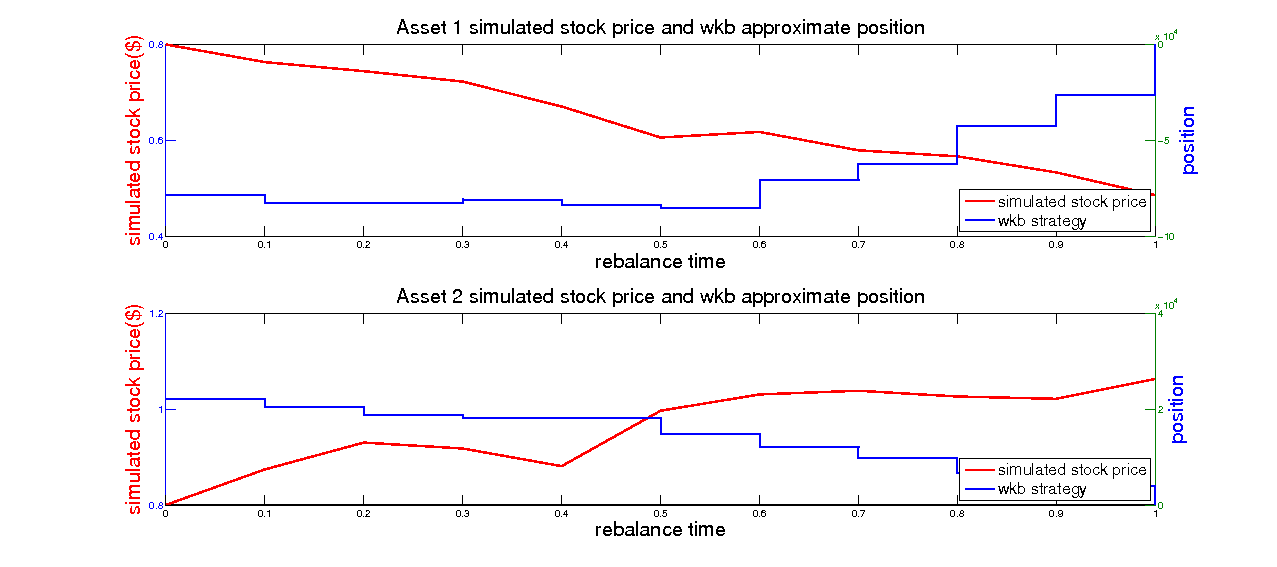 Asset 1 simulated stock price and wkb approximate position
simulated stock price($)
0.8
0.6
0.4
x 10^4
0
−5
−10
position
simulated stock price
wkb strategy
0 0.1 0.2 0.3 0.4 0.5 0.6 0.7 0.8 0.9 1
rebalance time
Asset 2 simulated stock price and wkb approximate position
simulated stock price($)
1.2
1
0.8
x 10^4
4
2
0
position
simulated stock price
wkb strategy
0 0.1 0.2 0.3 0.4 0.5 0.6 0.7 0.8 0.9 1
rebalance time